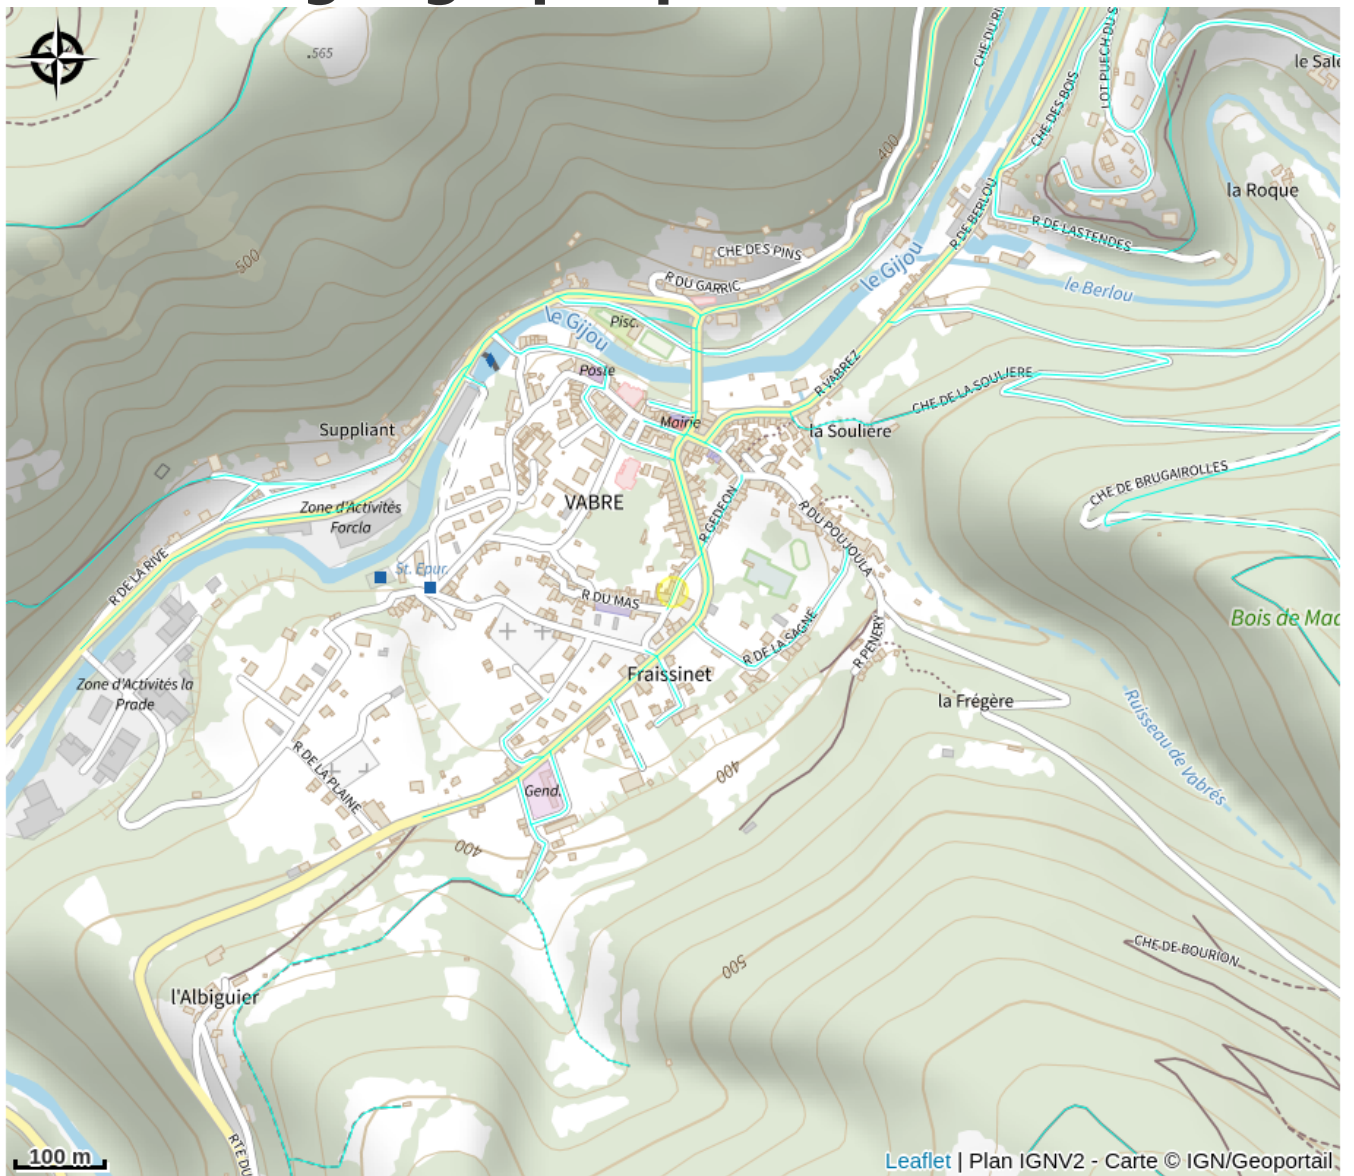 .565
CHE DU RI
LOT PUECH DU S
CHE DES BOIS
le Sale
400
la Roque
R DE BERLOU
R DE LASTENDES
500
CHE DES PINS
R DU GARRIC
le Gijou
le Berlou
le Gijou
Pisc.
Poste
R VABREZ
CHE DE LA SOULIERE
Mairie
Suppliant
la Soulière
CHE DE BRUGAIROLLES
VABRE
Zone d'Activités
Forcla
R GEDEON
R DU POUJOULA
St. Epur.
R DE LA RIVE
R DU MAS
Bois de Mad
R DE LA SAGNE
R PENERY
Fraissinet
Zone d'Activités la
Prade
la Frégère
Ruisseau de Vabrés
R DE LA PLAINE
400
Gend.
400
CHE DE BOURION
500
l'Albiguier
RTE DU
100 m
Leaflet | Plan IGNV2 - Carte © IGN/Geoportail